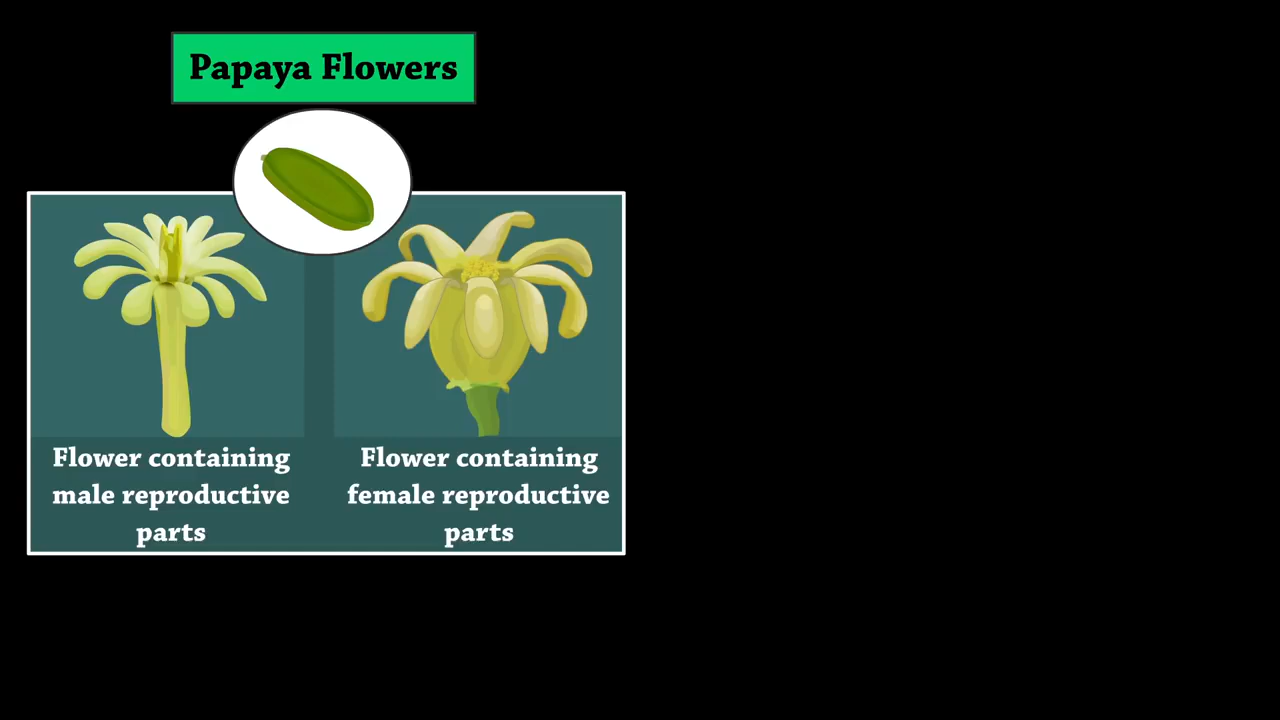 Papaya Flowers
Flower containing
male reproductive
parts
Flower containing
female reproductive
parts